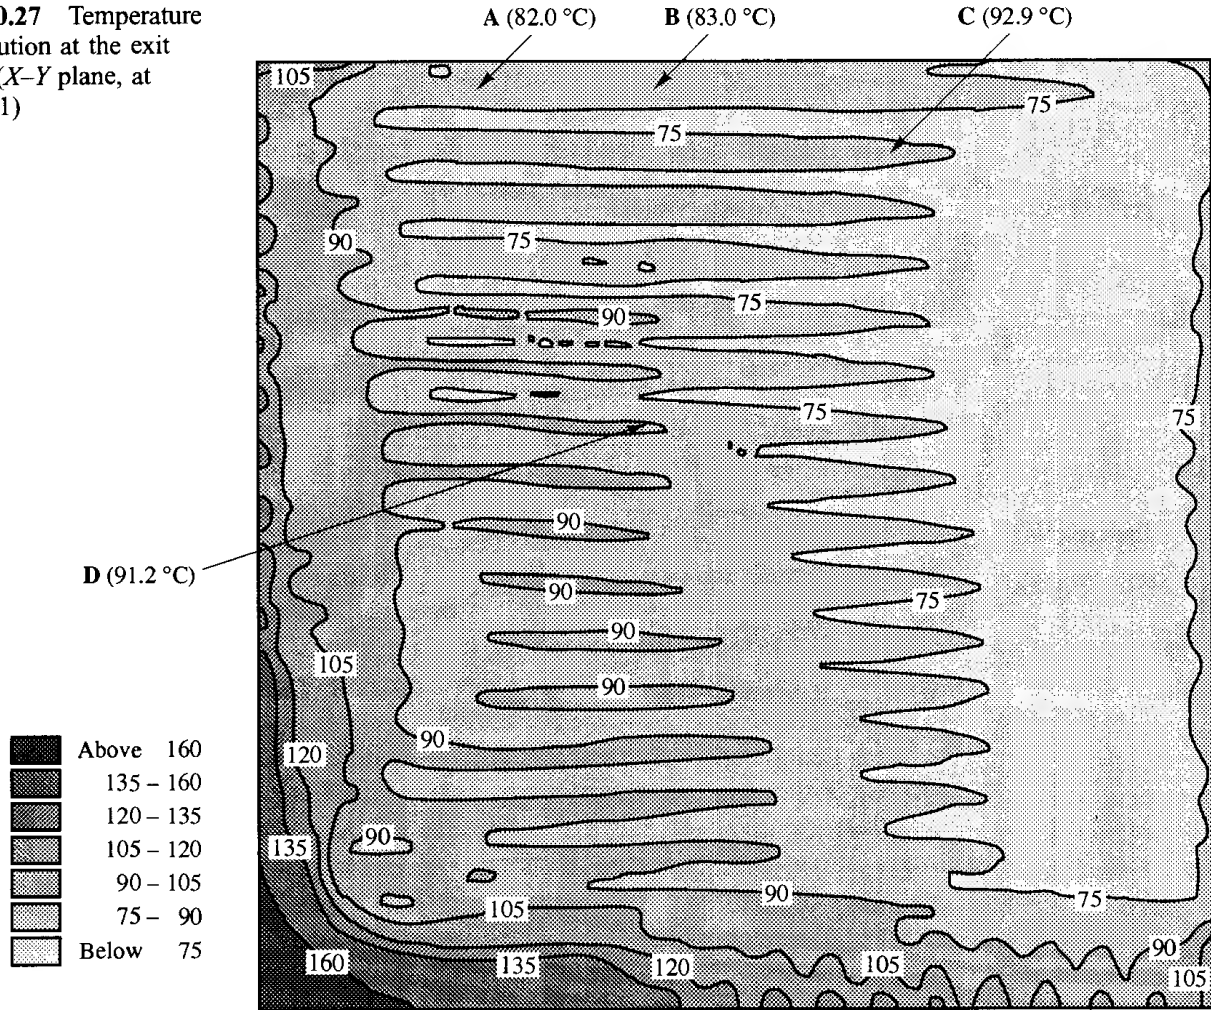 0.27 Temperature
ution at the exit
(X–Y plane, at
1)
A (82.0 °C)
B (83.0 °C)
C (92.9 °C)
105
75
75
90
75
75
90
75
75
90
D (91.2 °C)
90
75
90
105
90
90
120
135
90
105
90
75
160
135
120
105
90
105
Above 160
135 – 160
120 – 135
105 – 120
90 – 105
75 – 90
Below 75